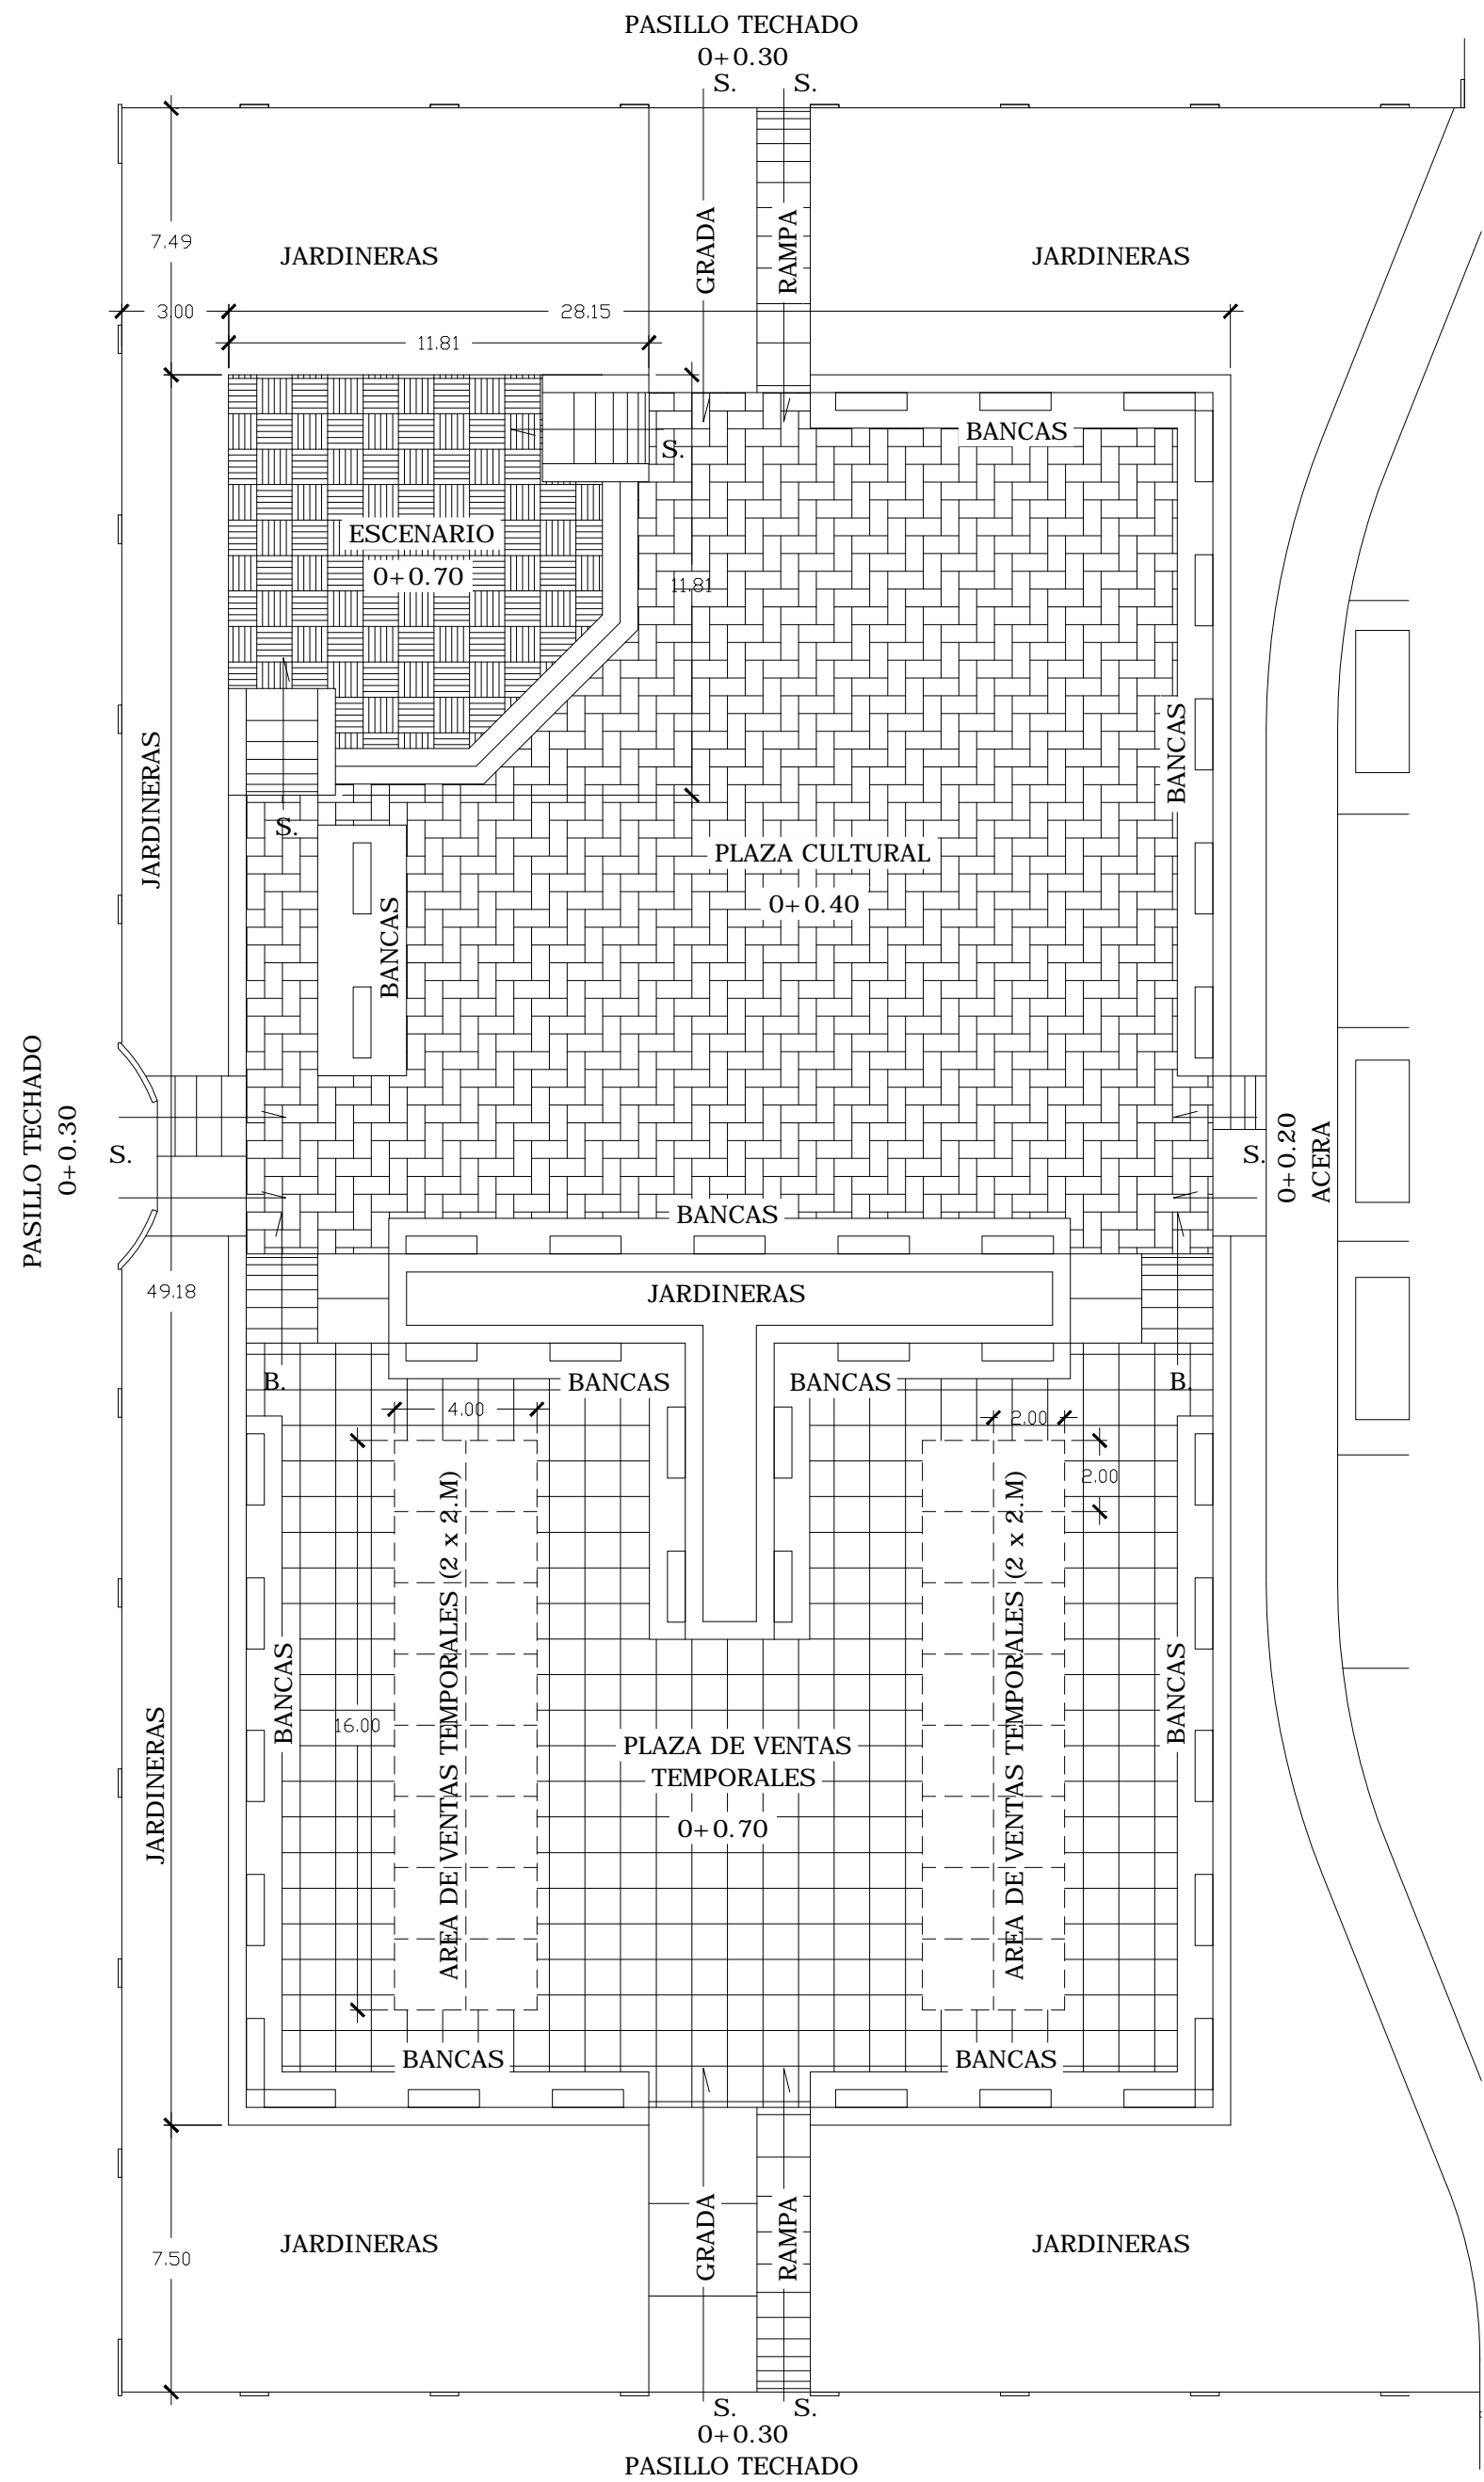 PASILLO TECHADO
0+0.30
S. S.
7.49
JARDINERAS
GRADA
RAMPA
JARDINERAS
3.00
28.15
11.81
BANCAS
S.
ESCENARIO
0+0.70
11.81
JARDINERAS
BANCAS
S.
PLAZA CULTURAL
0+0.40
BANCAS
PASILLO TECHADO
0+0.30
S.
S.
0+0.20
ACERA
BANCAS
49.18
JARDINERAS
B.
BANCAS
BANCAS
B.
4.00
2.00
2.00
AREA DE VENTAS TEMPORALES (2 x 2.M)
AREA DE VENTAS TEMPORALES (2 x 2.M)
BANCAS
BANCAS
16.00
JARDINERAS
PLAZA DE VENTAS
TEMPORALES
0+0.70
BANCAS
BANCAS
JARDINERAS
GRADA
RAMPA
JARDINERAS
7.50
S. S.
0+0.30
PASILLO TECHADO